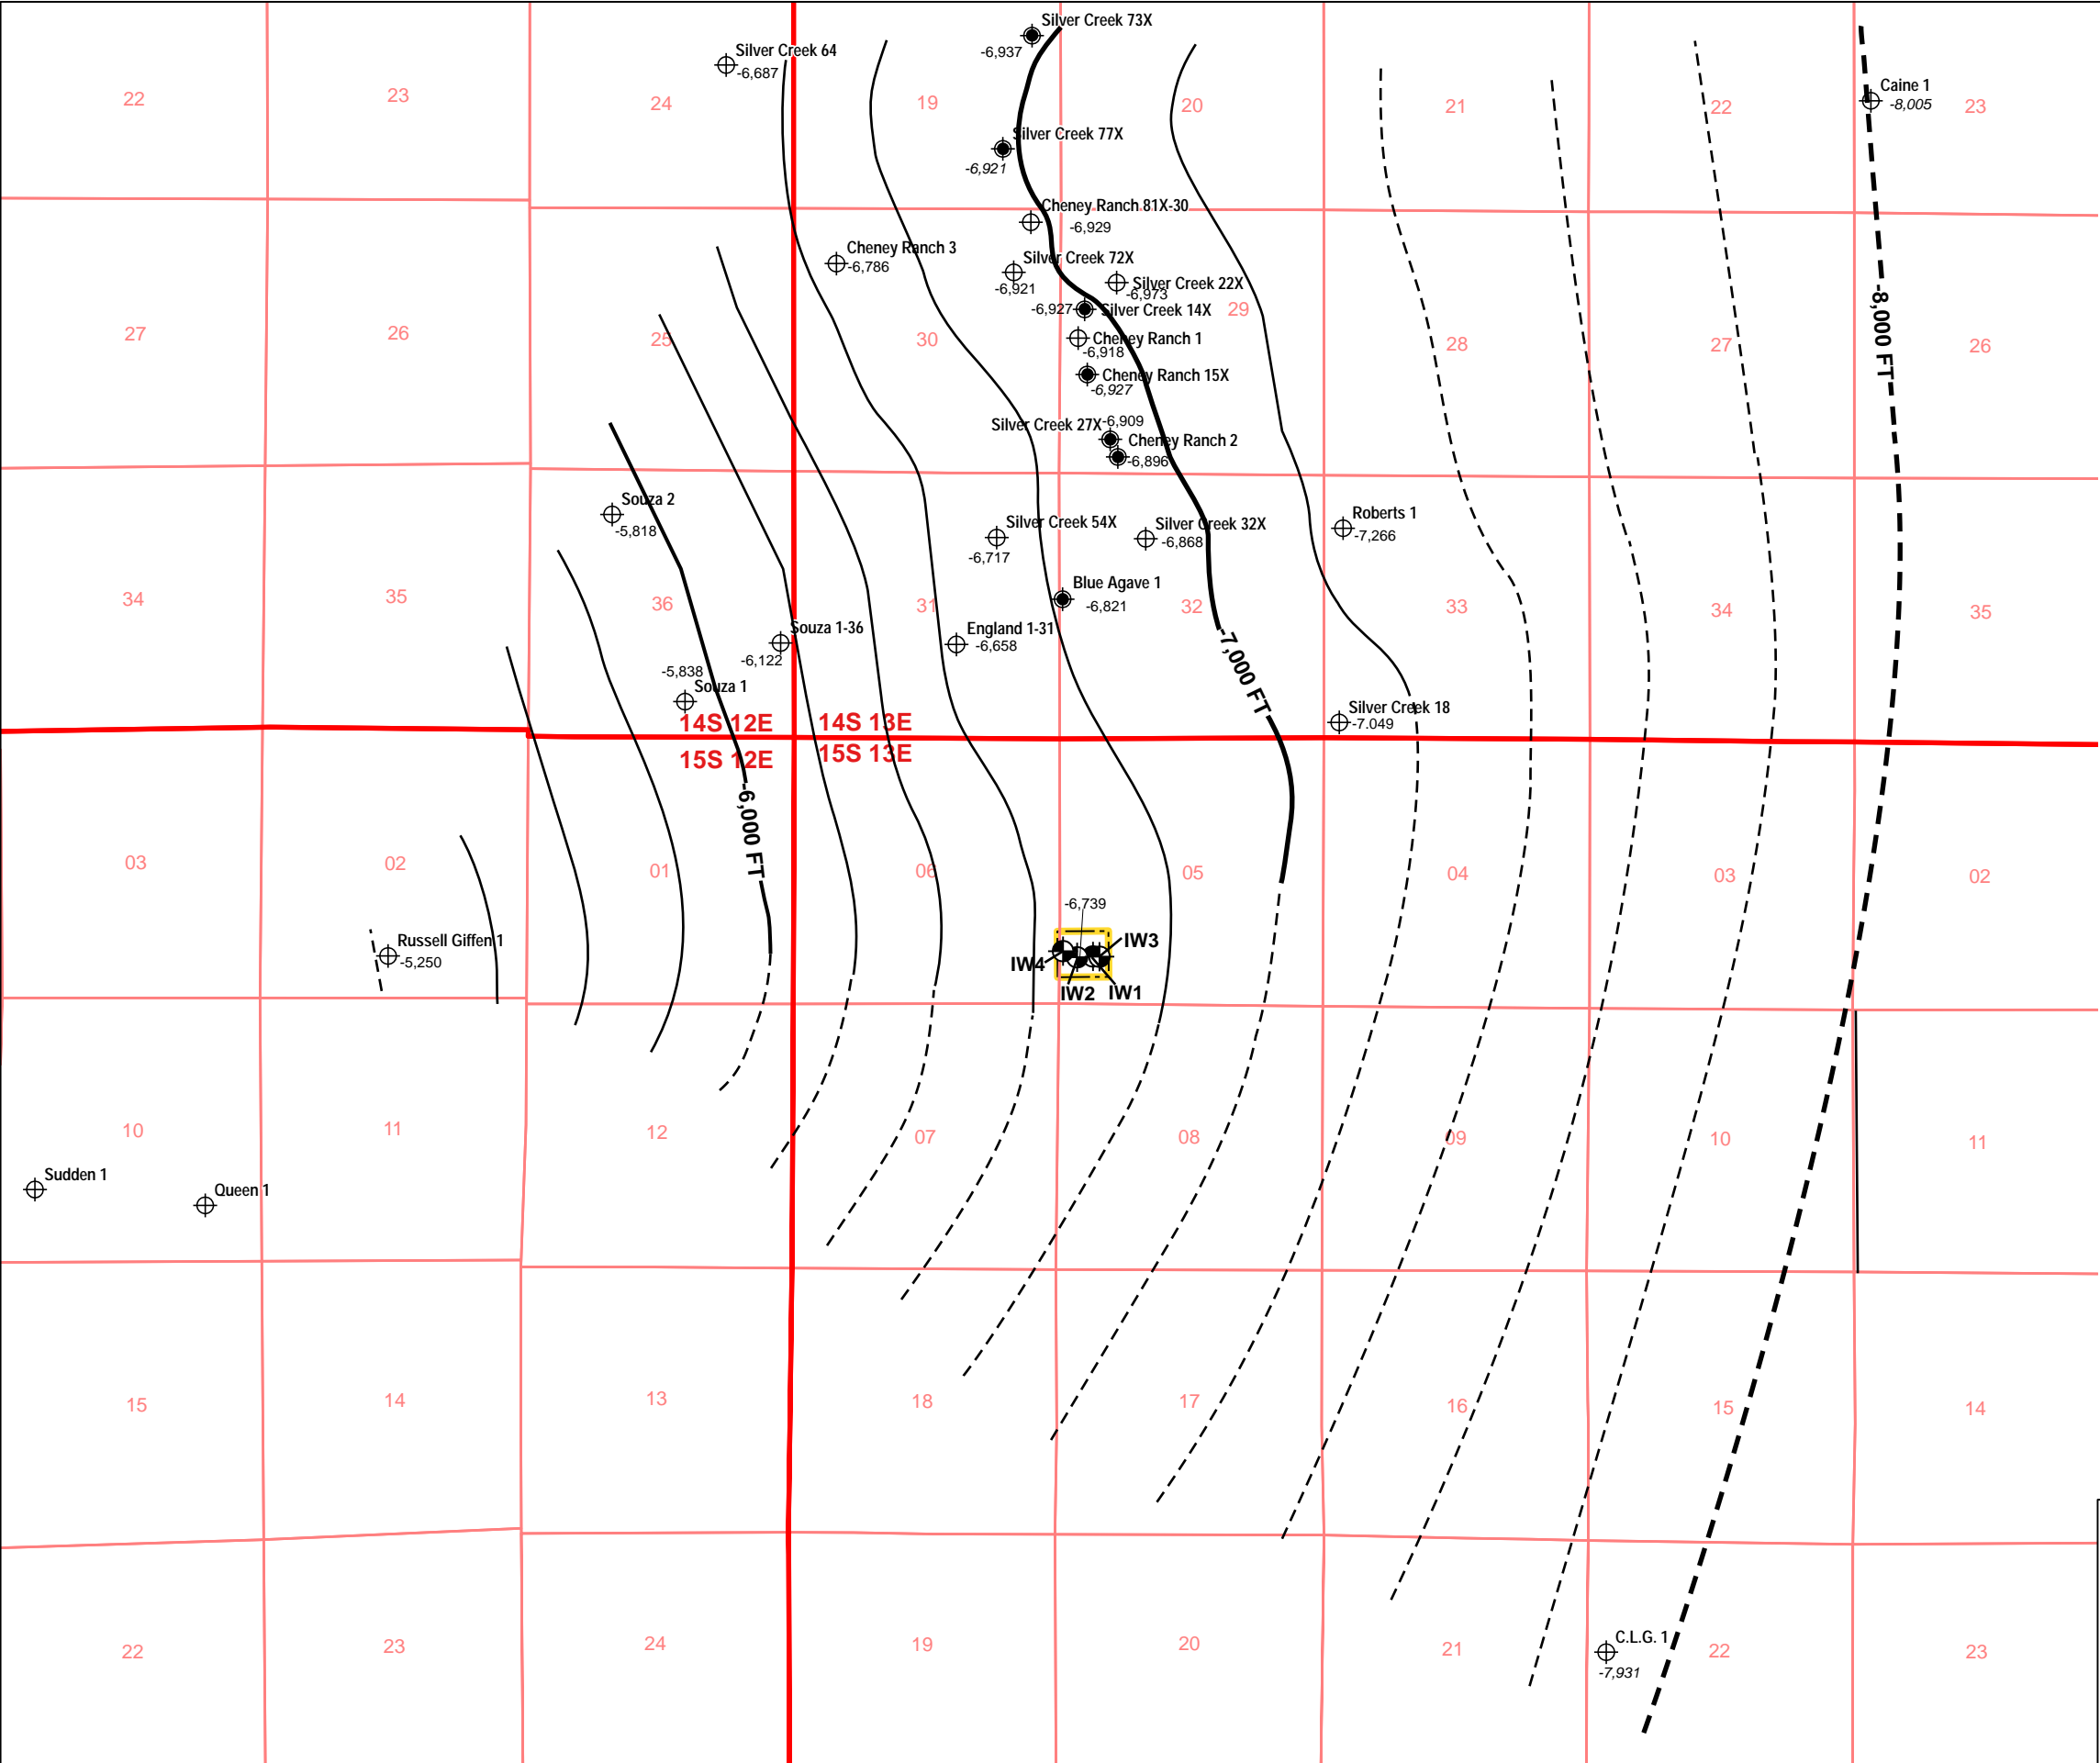 Silver Creek 73X
-6,937
Silver Creek 64
-6,687
Caine 1
-8,005
22
23
24
19
20
21
22
23
Silver Creek 77X
-6,921
Cheney Ranch 81X-30
-6,929
Cheney Ranch 3
-6,786
Silver Creek 72X
-6,921
Silver Creek 22X
-6,973
-6,927
Silver Creek 14X
27
26
25
30
29
28
27
26
-8,000 FT
Cheney Ranch 1
-6,918
Cheney Ranch 15X
-6,927
Silver Creek 27X
-6,909
Cheney Ranch 2
-6,896
Souza 2
-5,818
Silver Creek 54X
-6,717
Silver Creek 32X
-6,868
Roberts 1
-7,266
Blue Agave 1
-6,821
34
35
36
31
32
33
34
35
Souza 1-36
-6,122
England 1-31
-6,658
-5,838
Souza 1
-7,000 FT
Silver Creek 18
-7.049
14S 12E
14S 13E
15S 12E
15S 13E
-6,000 FT
03
02
01
06
05
04
03
02
-6,739
Russell Giffen 1
-5,250
IW3
IW4
IW2
IW1
10
11
12
07
08
09
10
11
Sudden 1
Queen 1
15
14
13
18
17
16
15
14
C.L.G. 1
-7,931
22
23
24
19
20
21
22
23